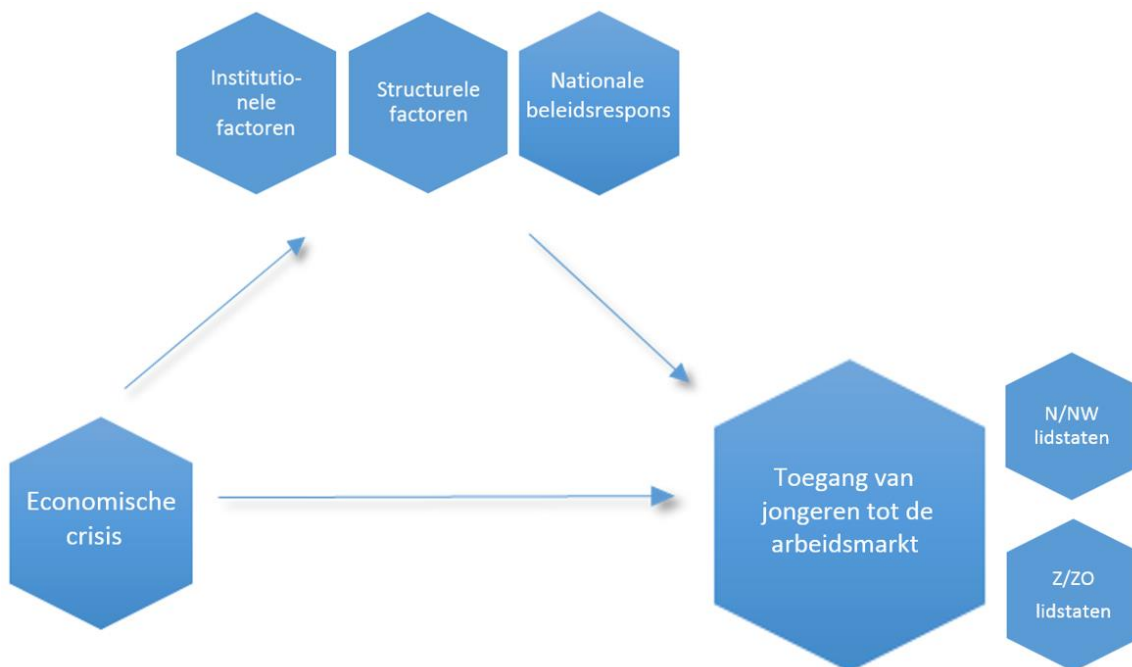 Institutio-
nele
factoren
Structurele
factoren
Nationale
beleidsrespons
Economische
crisis
Toegang van
jongeren tot de
arbeidsmarkt
N/NW
lidstaten
Z/ZO
lidstaten